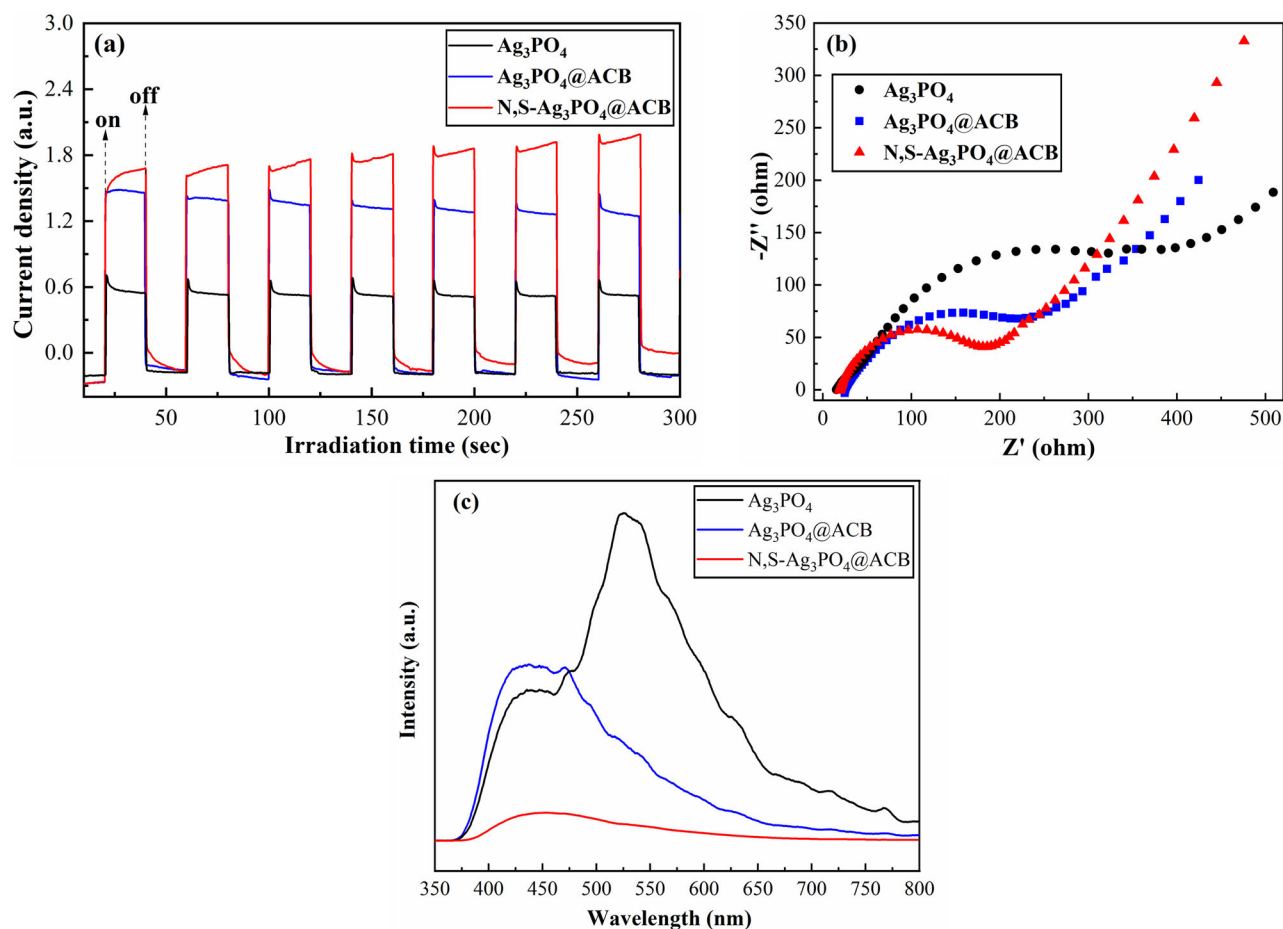 (a)
Ag₃PO₄
Ag₃PO₄@ACB
N,S-Ag₃PO₄@ACB
on
off
3.0
2.4
1.8
1.2
0.6
0.0
Current density (a.u.)
50
100
150
200
250
300
Irradiation time (sec)
(b)
Ag₃PO₄
Ag₃PO₄@ACB
N,S-Ag₃PO₄@ACB
350
300
250
200
150
100
50
0
-Z'' (ohm)
0
100
200
300
400
500
Z' (ohm)
(c)
Ag₃PO₄
Ag₃PO₄@ACB
N,S-Ag₃PO₄@ACB
Intensity (a.u.)
350
400
450
500
550
600
650
700
750
800
Wavelength (nm)